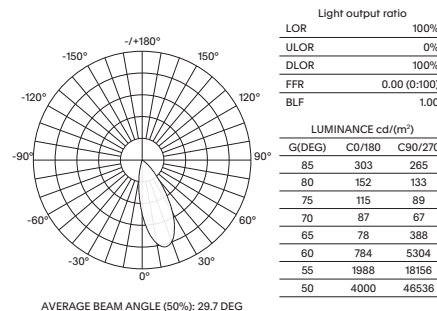 -/+180°
-150°
150°
-120°
120°
-90°
90°
-60°
60°
-30°
30°
0°
AVERAGE BEAM ANGLE (50%): 29.7 DEG
Light output ratio
LOR 100%
ULOR 0%
DLOR 100%
FFR 0.00 (0:100)
BLF 1.00
LUMINANCE cd/(m²)
G(DEG) C0/180 C90/270
85 303 265
80 152 133
75 115 89
70 87 67
65 78 388
60 784 5304
55 1988 18156
50 4000 46536